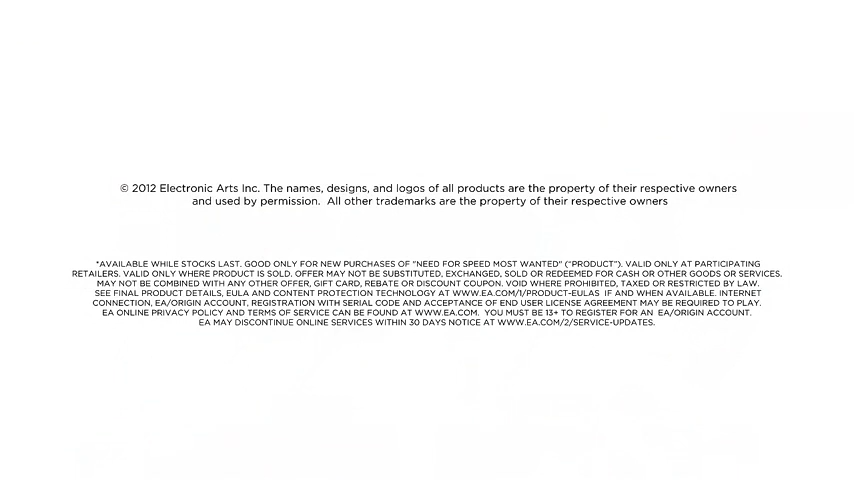 © 2012 Electronic Arts Inc. The names, designs, and logos of all products are the property of their respective owners
and used by permission.  All other trademarks are the property of their respective owners
*AVAILABLE WHILE STOCKS LAST. GOOD ONLY FOR NEW PURCHASES OF "NEED FOR SPEED MOST WANTED" ("PRODUCT"). VALID ONLY AT PARTICIPATING
RETAILERS. VALID ONLY WHERE PRODUCT IS SOLD. OFFER MAY NOT BE SUBSTITUTED, EXCHANGED, SOLD OR REDEEMED FOR CASH OR OTHER GOODS OR SERVICES.
MAY NOT BE COMBINED WITH ANY OTHER OFFER, GIFT CARD, REBATE OR DISCOUNT COUPON. VOID WHERE PROHIBITED, TAXED OR RESTRICTED BY LAW.
SEE FINAL PRODUCT DETAILS, EULA AND CONTENT PROTECTION TECHNOLOGY AT WWW.EA.COM/1/PRODUCT-EULAS  IF AND WHEN AVAILABLE. INTERNET
CONNECTION, EA/ORIGIN ACCOUNT, REGISTRATION WITH SERIAL CODE AND ACCEPTANCE OF END USER LICENSE AGREEMENT MAY BE REQUIRED TO PLAY.
EA ONLINE PRIVACY POLICY AND TERMS OF SERVICE CAN BE FOUND AT WWW.EA.COM.  YOU MUST BE 13+ TO REGISTER FOR AN  EA/ORIGIN ACCOUNT.
EA MAY DISCONTINUE ONLINE SERVICES WITHIN 30 DAYS NOTICE AT WWW.EA.COM/2/SERVICE-UPDATES.